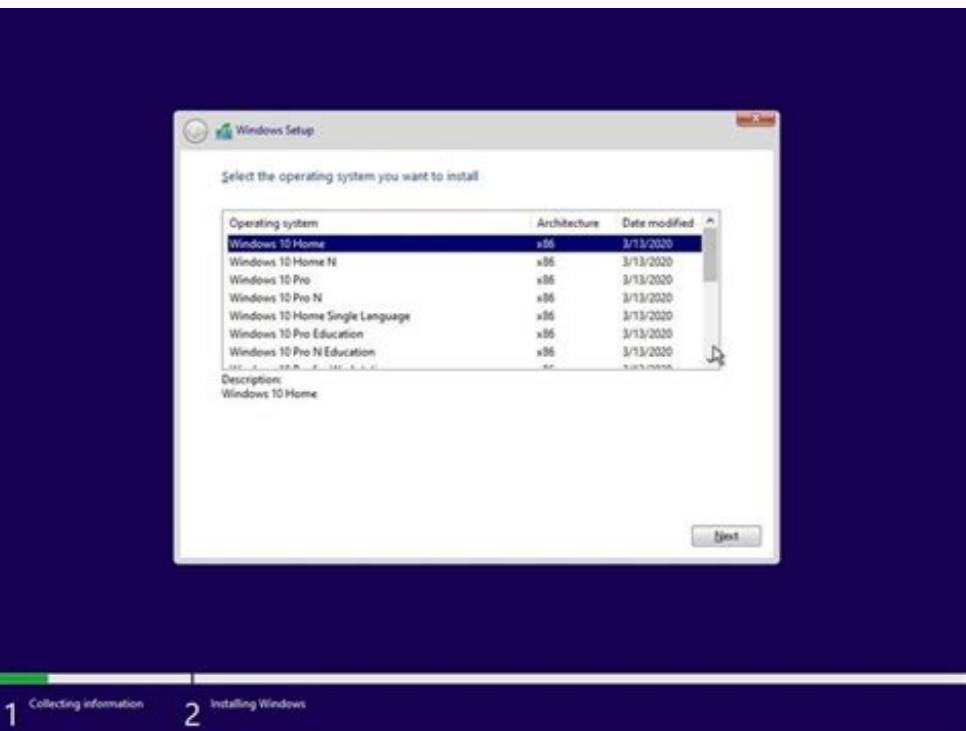 Windows Setup
Select the operating system you want to install
Operating system Architecture Date modified
Windows 10 Home x86 3/13/2020
Windows 10 Home N x86 3/13/2020
Windows 10 Pro x86 3/13/2020
Windows 10 Pro N x86 3/13/2020
Windows 10 Home Single Language x86 3/13/2020
Windows 10 Pro Education x86 3/13/2020
Windows 10 Pro N Education x86 3/13/2020
Description:
Windows 10 Home
Next
1 Collecting information 2 Installing Windows